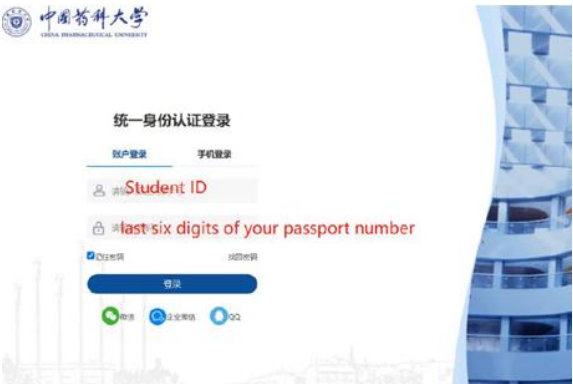 中国药科大学
CHINA PHARMACEUTICAL UNIVERSITY
统一身份认证登录
账户登录 手机登录
Student ID
last six digits of your passport number
记住密码 找回密码
登录
微信 企业微信 QQ